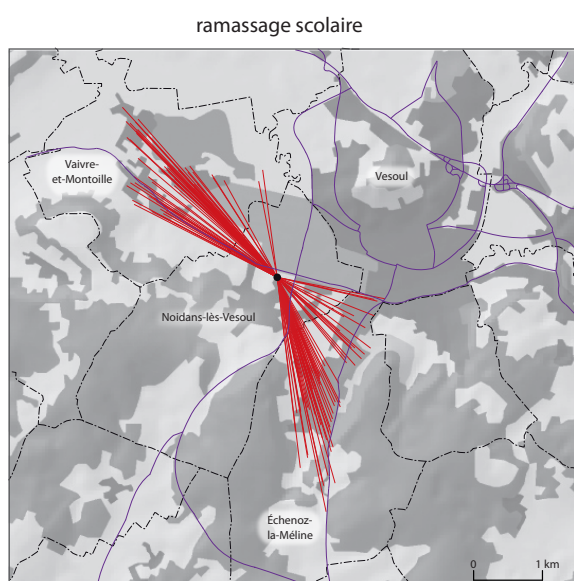 ramassage scolaire
Vaivre-
et-Montoille
Vesoul
Noidans-lès-Vesoul
Échenoz-
la-Méline
0
1 km